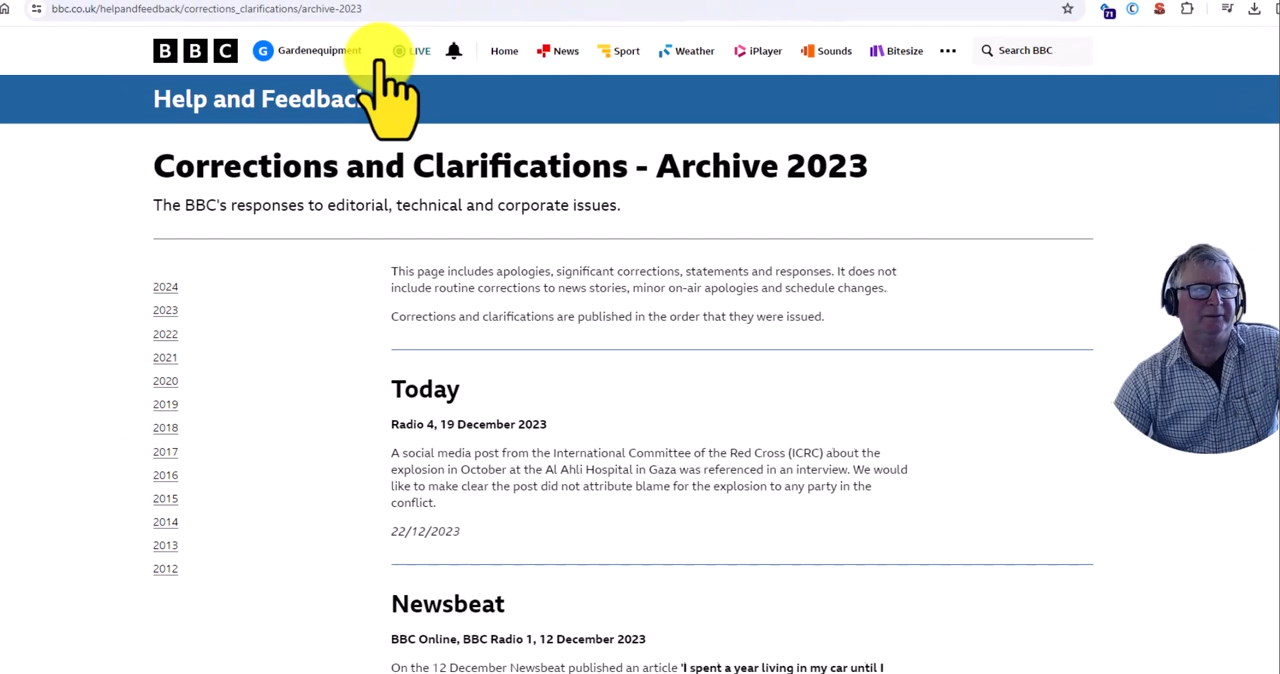 bbc.co.uk/helpandfeedback/corrections_clarifications/archive-2023
71
BBC G Gardenequipment LIVE Home News Sport Weather iPlayer Sounds Bitesize Search BBC
Help and Feedback
Corrections and Clarifications - Archive 2023
The BBC's responses to editorial, technical and corporate issues.
2024
2023
2022
2021
2020
2019
2018
2017
2016
2015
2014
2013
2012
This page includes apologies, significant corrections, statements and responses. It does not
include routine corrections to news stories, minor on-air apologies and schedule changes.
Corrections and clarifications are published in the order that they were issued.
Today
Radio 4, 19 December 2023
A social media post from the International Committee of the Red Cross (ICRC) about the
explosion in October at the Al Ahli Hospital in Gaza was referenced in an interview. We would
like to make clear the post did not attribute blame for the explosion to any party in the
conflict.
22/12/2023
Newsbeat
BBC Online, BBC Radio 1, 12 December 2023
On the 12 December Newsbeat published an article 'I spent a year living in my car until I